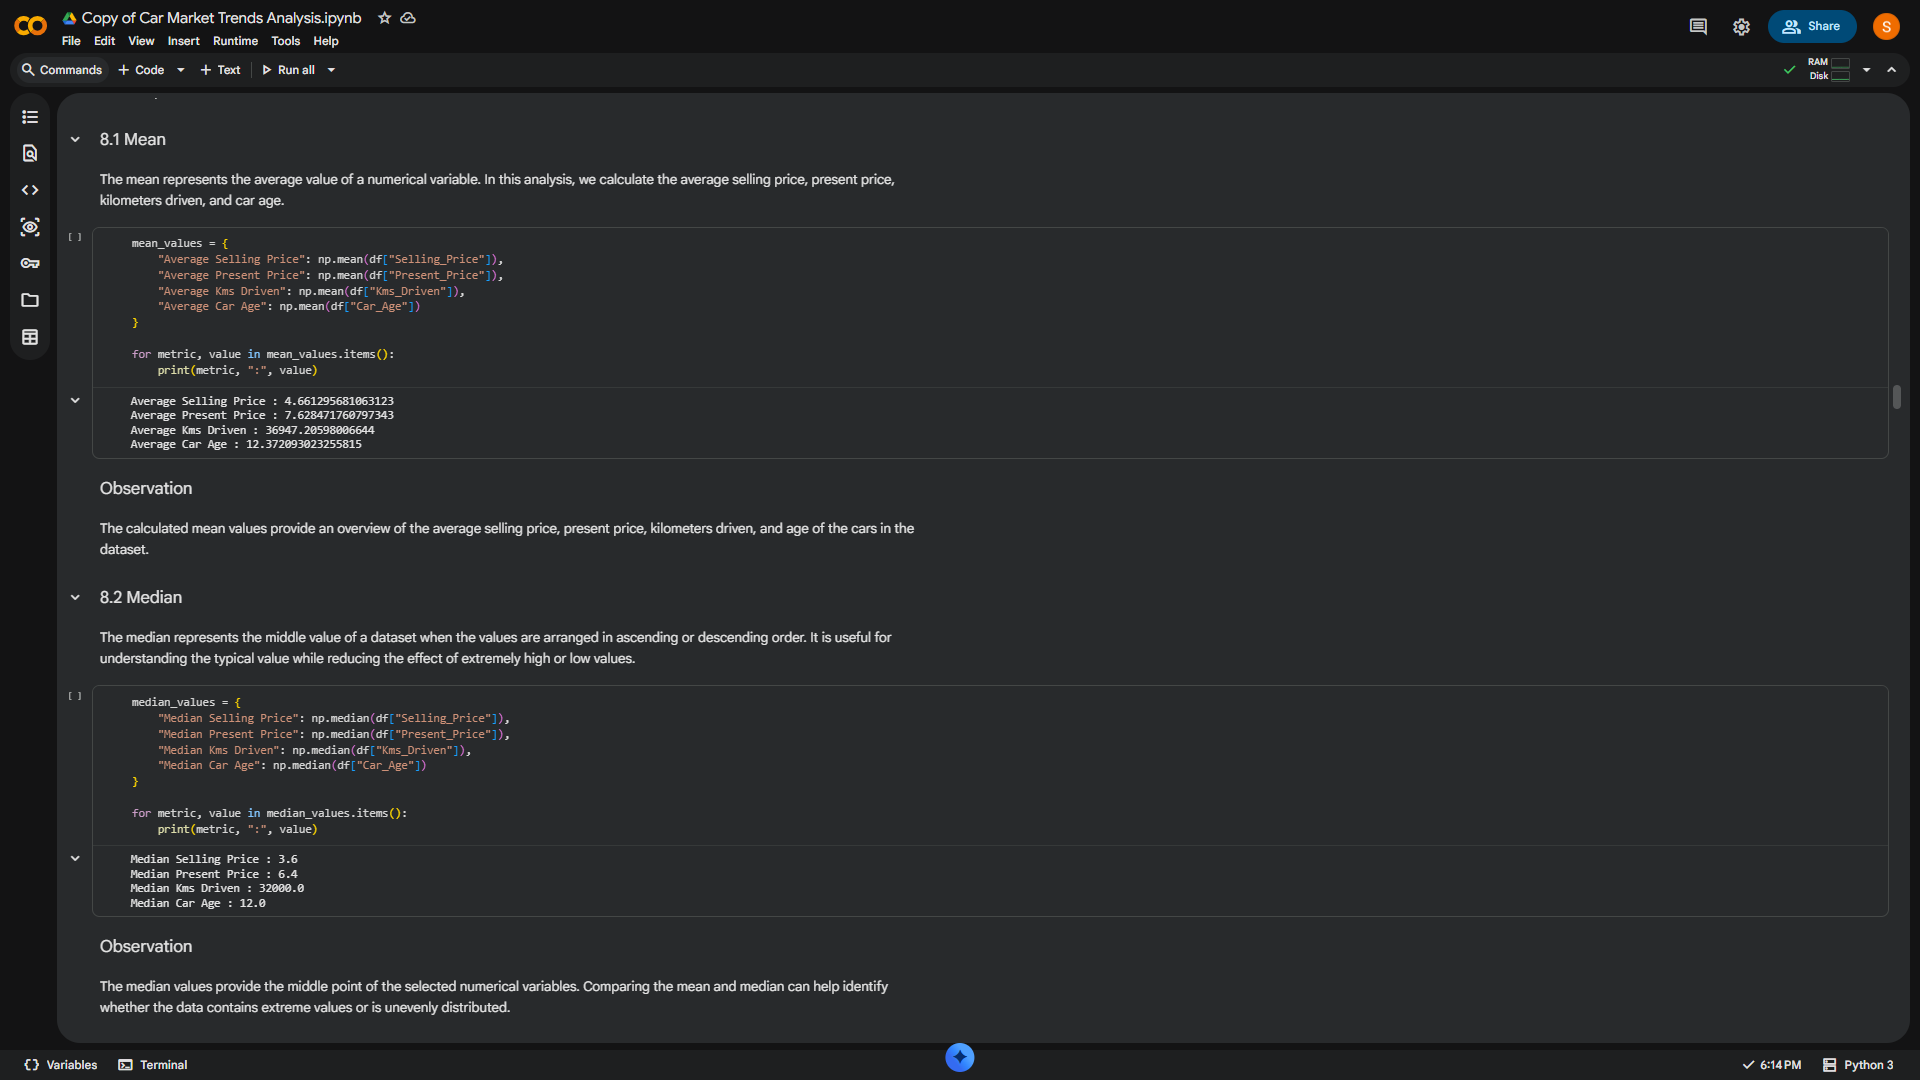 Copy of Car Market Trends Analysis.ipynb
File Edit View Insert Runtime Tools Help
Share
S
Commands + Code + Text Run all
RAM
Disk
8.1 Mean
The mean represents the average value of a numerical variable. In this analysis, we calculate the average selling price, present price,
kilometers driven, and car age.
[ ]
mean_values = {
"Average Selling Price": np.mean(df["Selling_Price"]),
"Average Present Price": np.mean(df["Present_Price"]),
"Average Kms Driven": np.mean(df["Kms_Driven"]),
"Average Car Age": np.mean(df["Car_Age"])
}
for metric, value in mean_values.items():
print(metric, ":", value)
Average Selling Price : 4.661295681063123
Average Present Price : 7.628471760797343
Average Kms Driven : 36947.20598006644
Average Car Age : 12.372093023255815
Observation
The calculated mean values provide an overview of the average selling price, present price, kilometers driven, and age of the cars in the
dataset.
8.2 Median
The median represents the middle value of a dataset when the values are arranged in ascending or descending order. It is useful for
understanding the typical value while reducing the effect of extremely high or low values.
[ ]
median_values = {
"Median Selling Price": np.median(df["Selling_Price"]),
"Median Present Price": np.median(df["Present_Price"]),
"Median Kms Driven": np.median(df["Kms_Driven"]),
"Median Car Age": np.median(df["Car_Age"])
}
for metric, value in median_values.items():
print(metric, ":", value)
Median Selling Price : 3.6
Median Present Price : 6.4
Median Kms Driven : 32000.0
Median Car Age : 12.0
Observation
The median values provide the middle point of the selected numerical variables. Comparing the mean and median can help identify
whether the data contains extreme values or is unevenly distributed.
Variables Terminal
6:14 PM Python 3